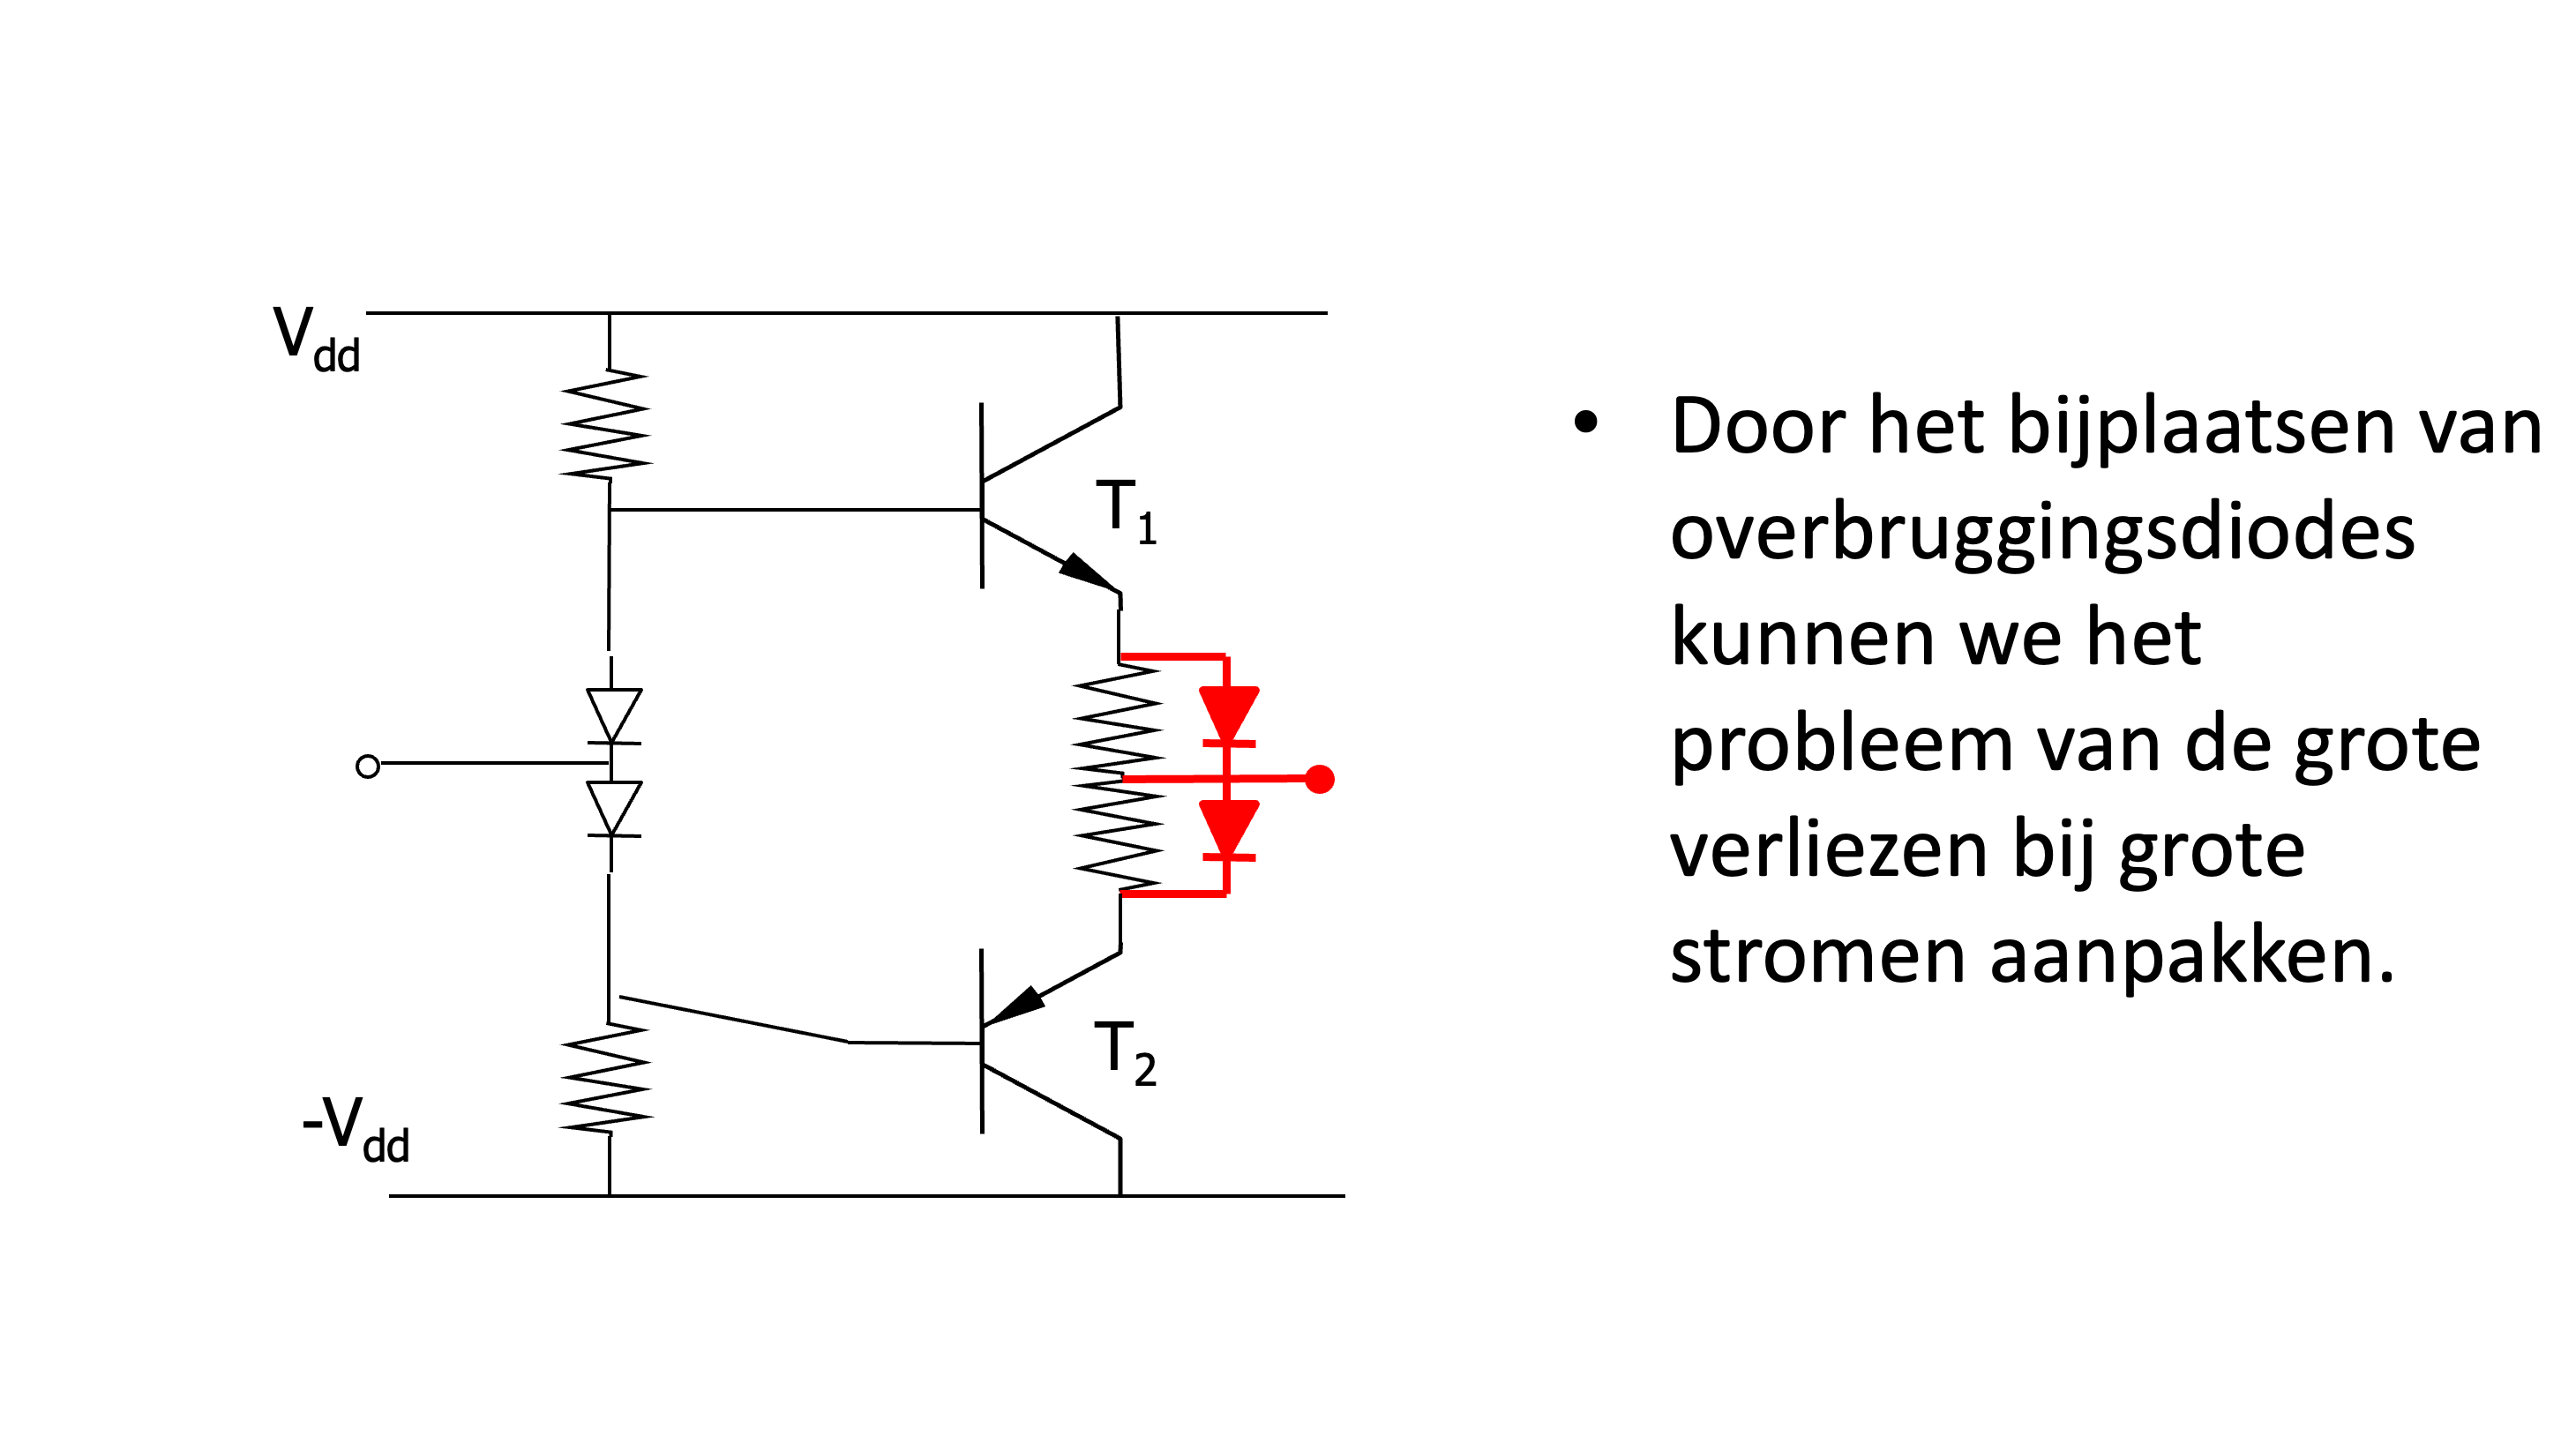 Vdd
T1
T2
-Vdd
• Door het bijplaatsen van
overbruggingsdiodes
kunnen we het
probleem van de grote
verliezen bij grote
stromen aanpakken.